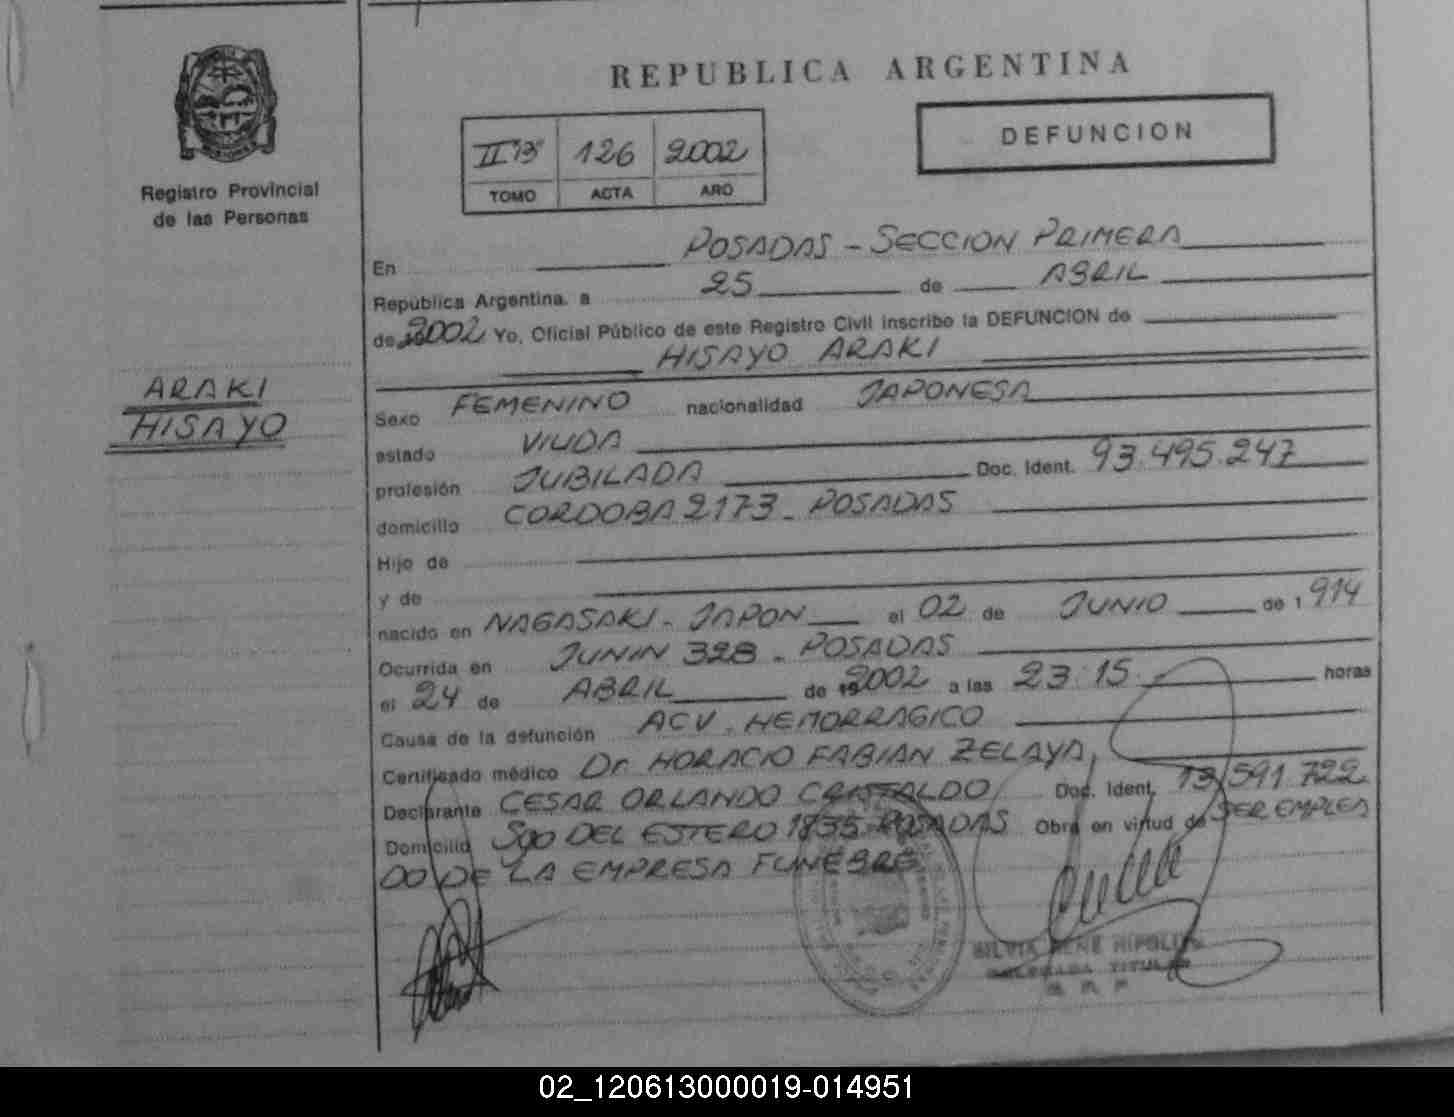 REPUBLICA ARGENTINA
DEFUNCION
II "B" 126 2002
TOMO ACTA AÑO
Registro Provincial
de las Personas
ARAKI
HISAYO
En POSADAS - SECCION PRIMERA
República Argentina, a 25 de ABRIL
de 2002 Yo, Oficial Público de este Registro Civil inscribo la DEFUNCION de
HISAYO ARAKI
Sexo FEMENINO nacionalidad JAPONESA
estado VIUDA
profesión JUBILADA Doc. Ident. 93.495.247
domicilio CORDOBA 2173 - POSADAS
Hijo de
y de
nacido en NAGASAKI - JAPON el 02 de JUNIO de 1914
Ocurrida en JUNIN 328 - POSADAS
el 24 de ABRIL de 2002 a las 23:15 horas
Causa de la defunción ACV. HEMORRAGICO
Certificado médico Dr. HORACIO FABIAN ZELAYA
Declarante CESAR ORLANDO CRISTALDO Doc. Ident. 13.591.722
Domicilio Sgo DEL ESTERO 1835 POSADAS Obra en virtud de SER EMPLEA
DO DE LA EMPRESA FUNEBRE
SILVIA RENE
TITULAR
02_120613000019-014951